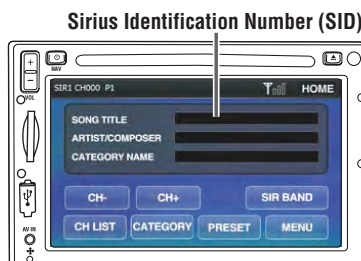 Sirius Identification Number (SID)
NAV
VOL
SIR1 CH000 P1 HOME
SONG TITLE
ARTIST/COMPOSER
CATEGORY NAME
CH- CH+ SIR BAND
CH LIST CATEGORY PRESET MENU
AV IN